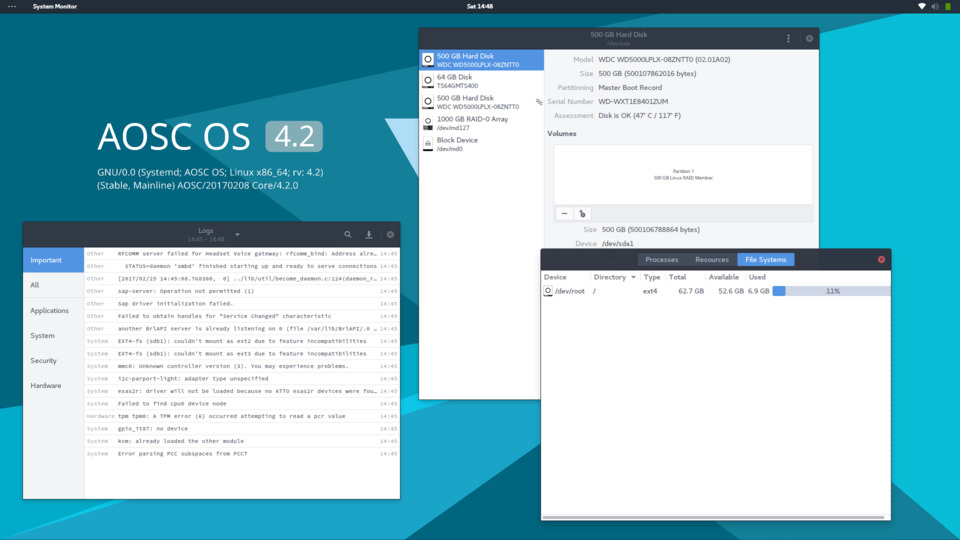 System Monitor
Sat 14:48
AOSC OS 4.2
GNU/0.0 (Systemd; AOSC OS; Linux x86_64; rv: 4.2)
(Stable, Mainline) AOSC/20170208 Core/4.2.0
500 GB Hard Disk
/dev/sda
500 GB Hard Disk
WDC WD5000LPLX-08ZNTT0
64 GB Disk
TS64GMTS400
500 GB Hard Disk
WDC WD5000LPLX-08ZNTT0
1000 GB RAID-0 Array
/dev/md127
Block Device
/dev/md0
Model WDC WD5000LPLX-08ZNTT0 (02.01A02)
Size 500 GB (500107862016 bytes)
Partitioning Master Boot Record
Serial Number WD-WXT1E8401ZUM
Assessment Disk is OK (47° C / 117° F)
Volumes
Partition 1
500 GB Linux RAID Member
Size 500 GB (500106788864 bytes)
Device /dev/sda1
Logs
14:45 – 14:48
Important
All
Applications
System
Security
Hardware
Other RFCOMM server failed for Headset Voice gateway: rfcomm_bind: Address alre… 14:45
Other STATUS=daemon 'smbd' finished starting up and ready to serve connections 14:45
Other [2017/02/25 14:45:08.768388, 0] ../lib/util/become_daemon.c:124(daemon_r… 14:45
Other sap-server: Operation not permitted (1) 14:45
Other Sap driver initialization failed. 14:45
Other Failed to obtain handles for "Service Changed" characteristic 14:45
Other another BrlAPI server is already listening on 0 (file /var/lib/BrlAPI/.0 … 14:45
System EXT4-fs (sdb1): couldn't mount as ext2 due to feature incompatibilities 14:45
System EXT4-fs (sdb1): couldn't mount as ext3 due to feature incompatibilities 14:45
System mmc0: Unknown controller version (3). You may experience problems. 14:45
System i2c-parport-light: adapter type unspecified 14:45
System esas2r: driver will not be loaded because no ATTO esas2r devices were fou… 14:45
System Failed to find cpu0 device node 14:45
Hardware tpm tpm0: A TPM error (6) occurred attempting to read a pcr value 14:45
System gpio_it87: no device 14:45
System kvm: already loaded the other module 14:45
System Error parsing PCC subspaces from PCCT 14:45
Processes Resources File Systems
Device Directory Type Total Available Used
/dev/root / ext4 62.7 GB 52.6 GB 6.9 GB 11%